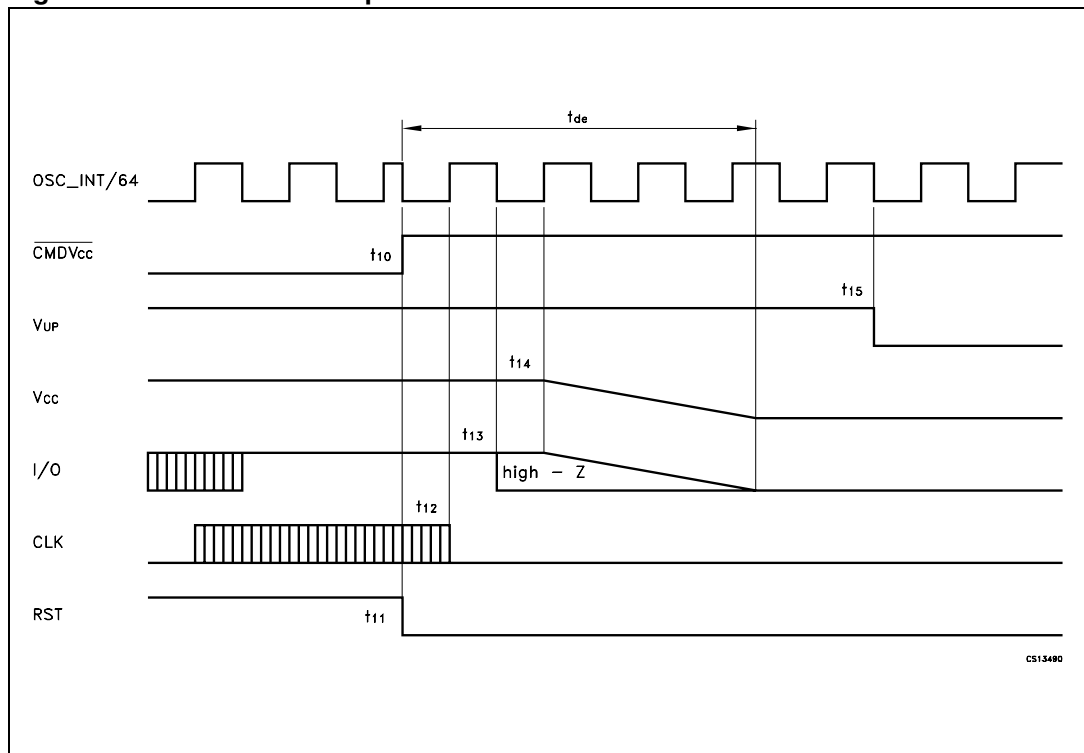 tde
OSC_INT/64
CMDVcc
t10
t15
VUP
t14
Vcc
t13
I/O
high - Z
t12
CLK
RST
t11
CS13490